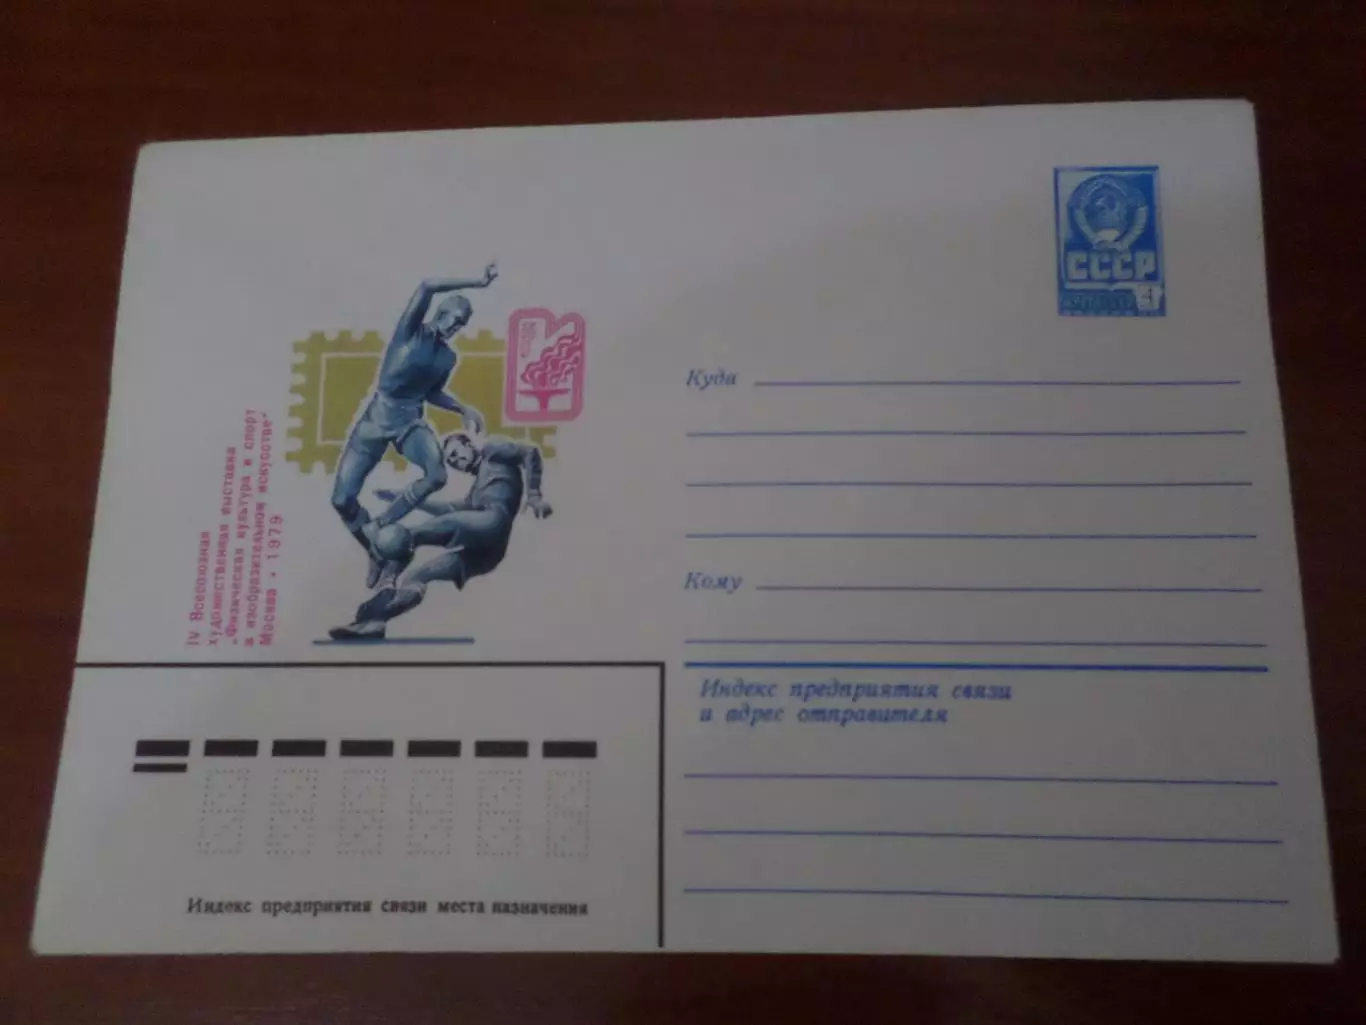 СССР
4
IV Всесоюзная
художественная выставка
„Физическая культура и спорт
в изобразительном искусстве"
Москва • 1979
Куда
Кому
Индекс предприятия связи
и адрес отправителя
Индекс предприятия связи места назначения